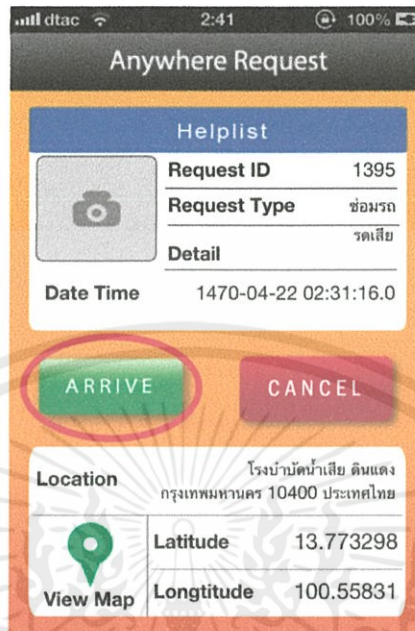 dtac 2:41 100%
Anywhere Request
Helplist
Request ID 1395
Request Type ซ่อมรถ
รถเสีย
Detail
Date Time 1470-04-22 02:31:16.0
ARRIVE CANCEL
Location โรงบำบัดน้ำเสีย ดินแดง
กรุงเทพมหานคร 10400 ประเทศไทย
Latitude 13.773298
View Map Longtitude 100.55831